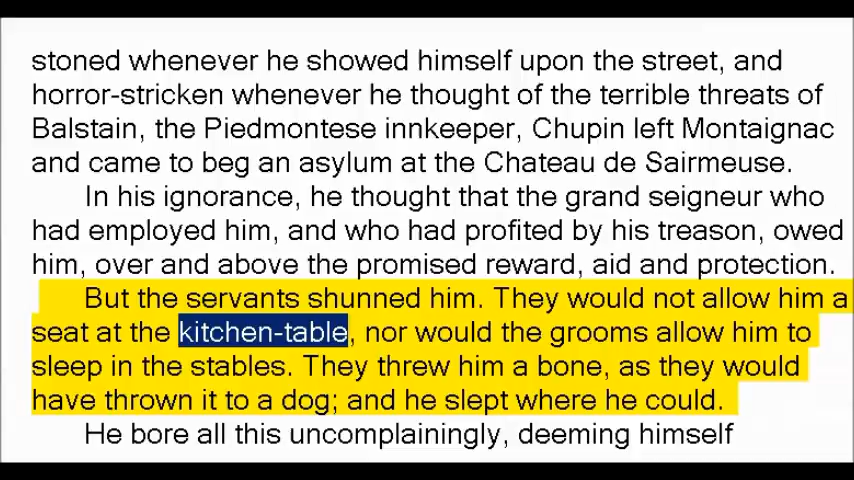 stoned whenever he showed himself upon the street, and
horror-stricken whenever he thought of the terrible threats of
Balstain, the Piedmontese innkeeper, Chupin left Montaignac
and came to beg an asylum at the Chateau de Sairmeuse.
In his ignorance, he thought that the grand seigneur who
had employed him, and who had profited by his treason, owed
him, over and above the promised reward, aid and protection.
But the servants shunned him. They would not allow him a
seat at the kitchen-table, nor would the grooms allow him to
sleep in the stables. They threw him a bone, as they would
have thrown it to a dog; and he slept where he could.
He bore all this uncomplainingly, deeming himself